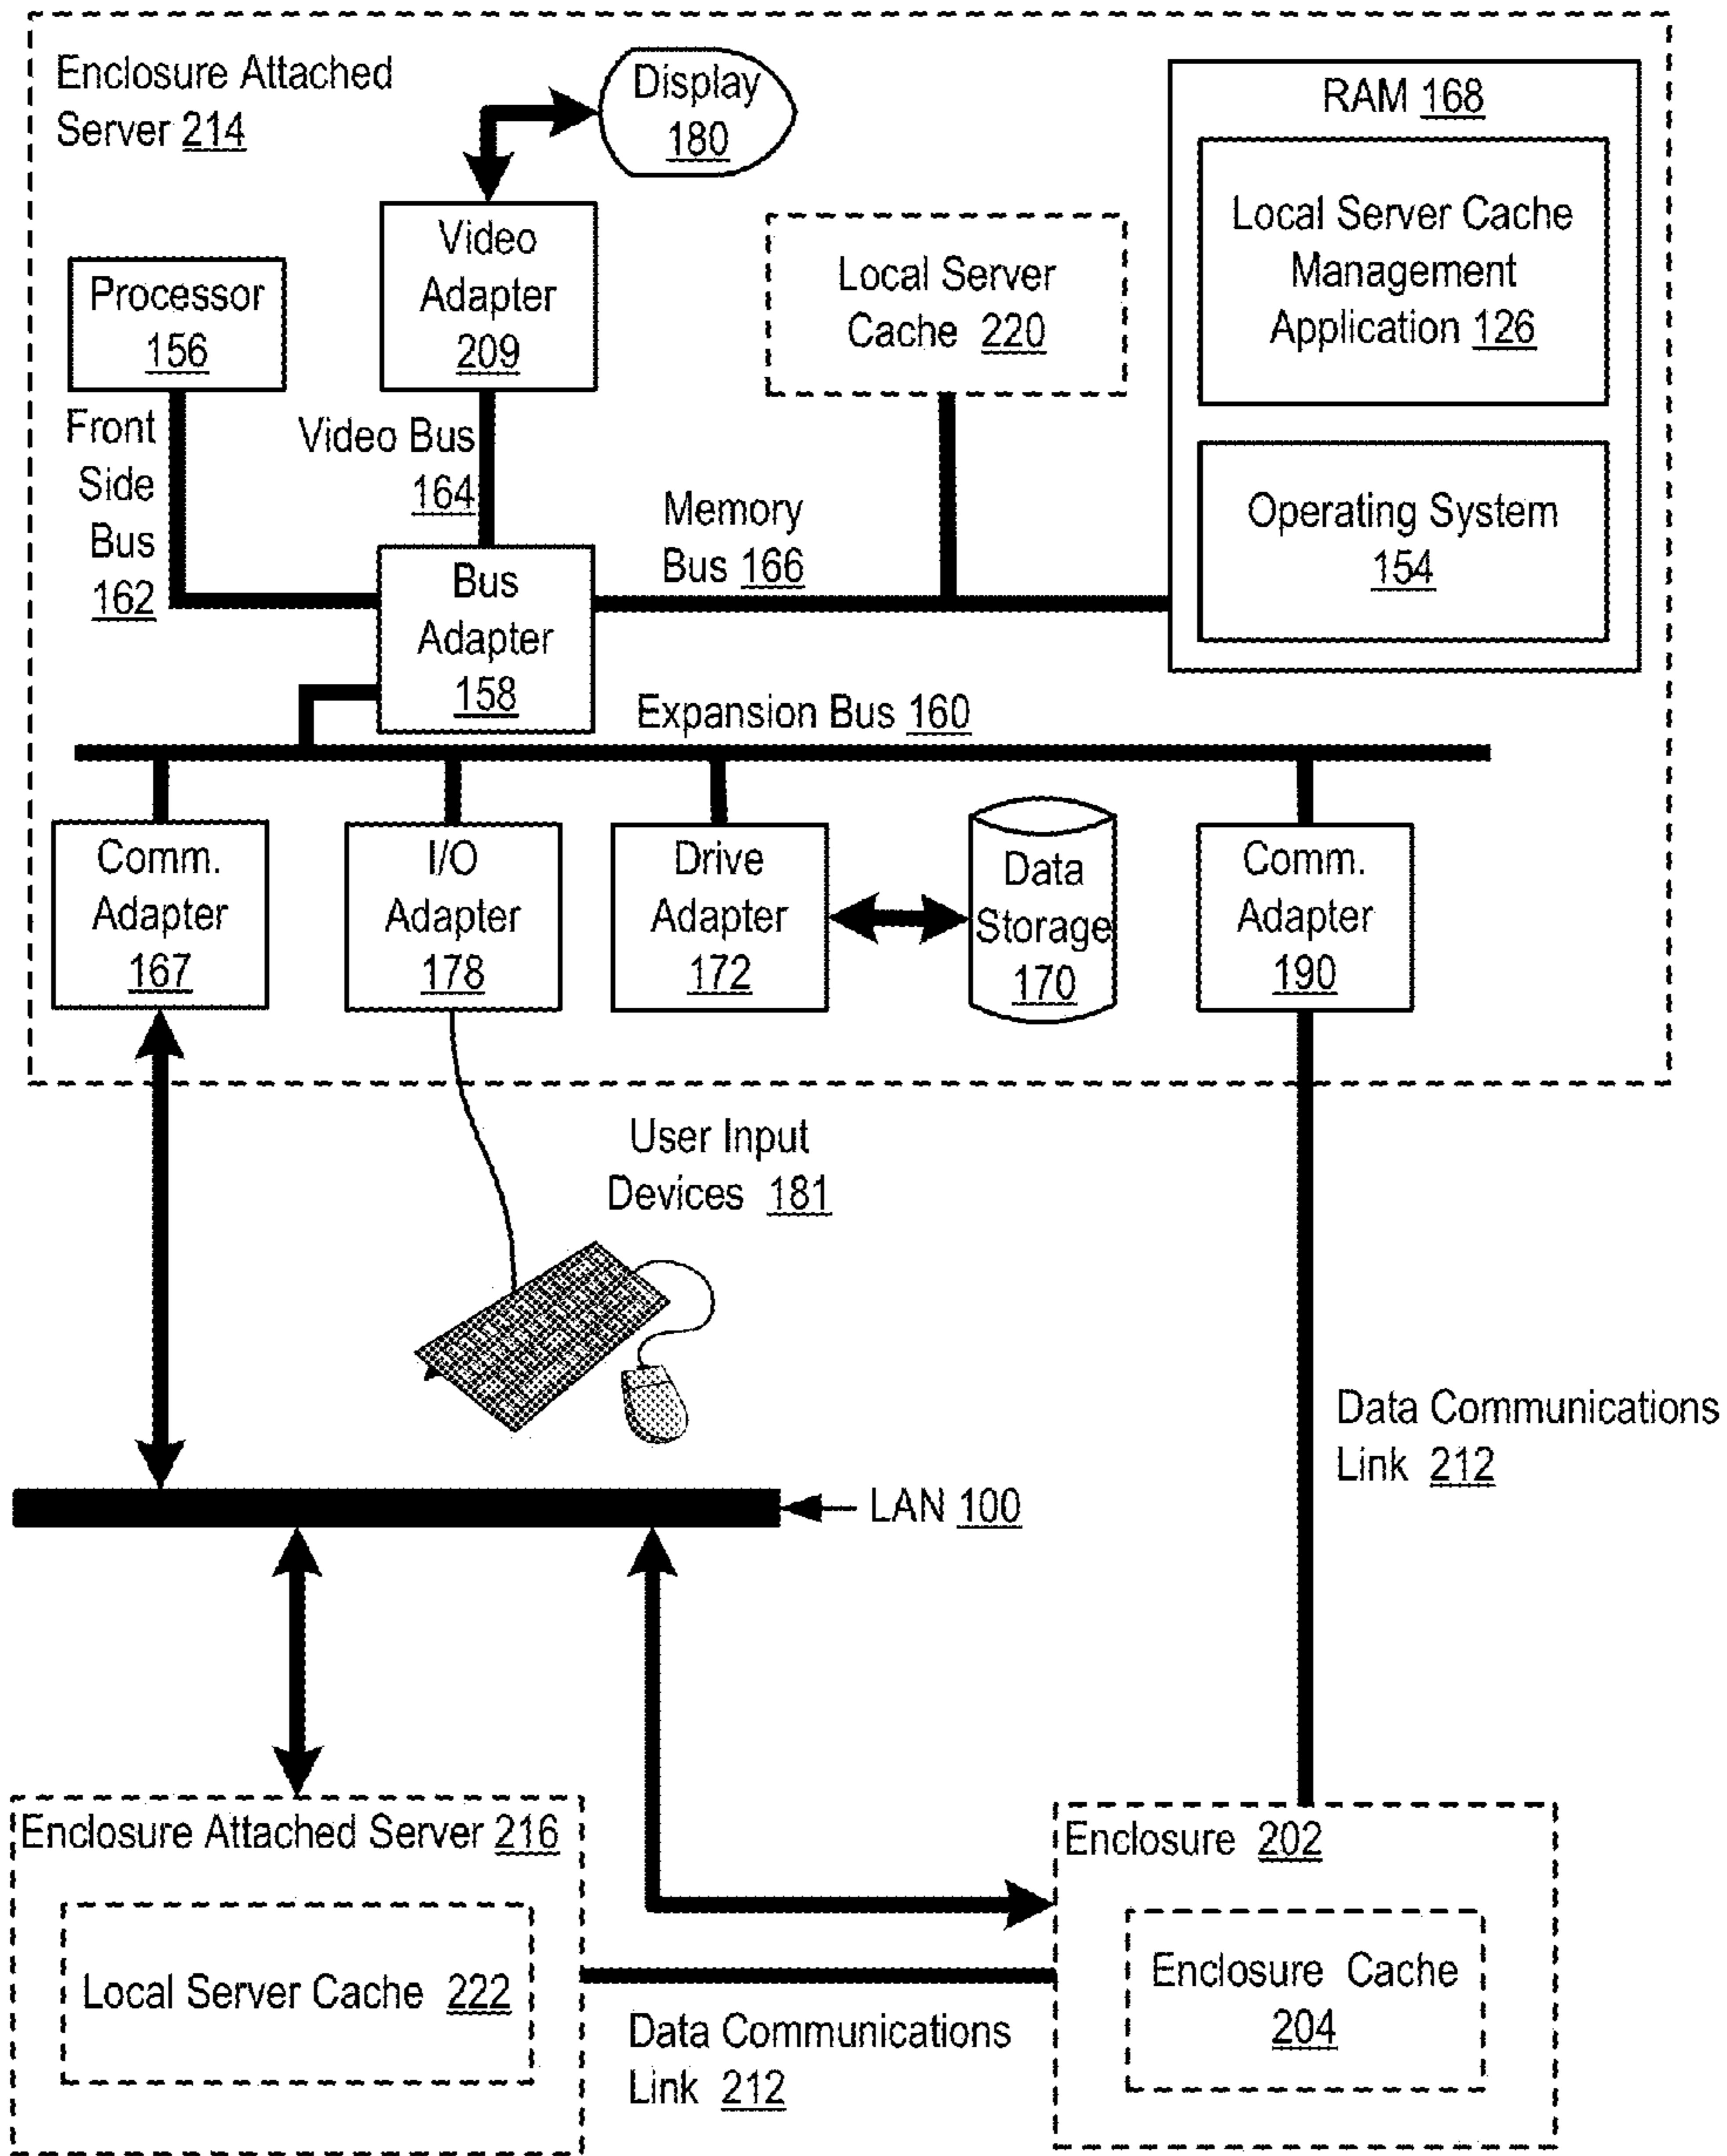 Enclosure Attached
Server 214
Display
180
RAM 168
Local Server Cache
Management
Application 126
Operating System
154
Video
Adapter
209
Processor
156
Local Server
Cache 220
Front
Side
Bus
162
Video Bus
164
Memory
Bus 166
Bus
Adapter
158
Expansion Bus 160
Comm.
Adapter
167
I/O
Adapter
178
Drive
Adapter
172
Data
Storage
170
Comm.
Adapter
190
User Input
Devices 181
Data Communications
Link 212
LAN 100
Enclosure Attached Server 216
Local Server Cache 222
Enclosure 202
Enclosure Cache
204
Data Communications
Link 212